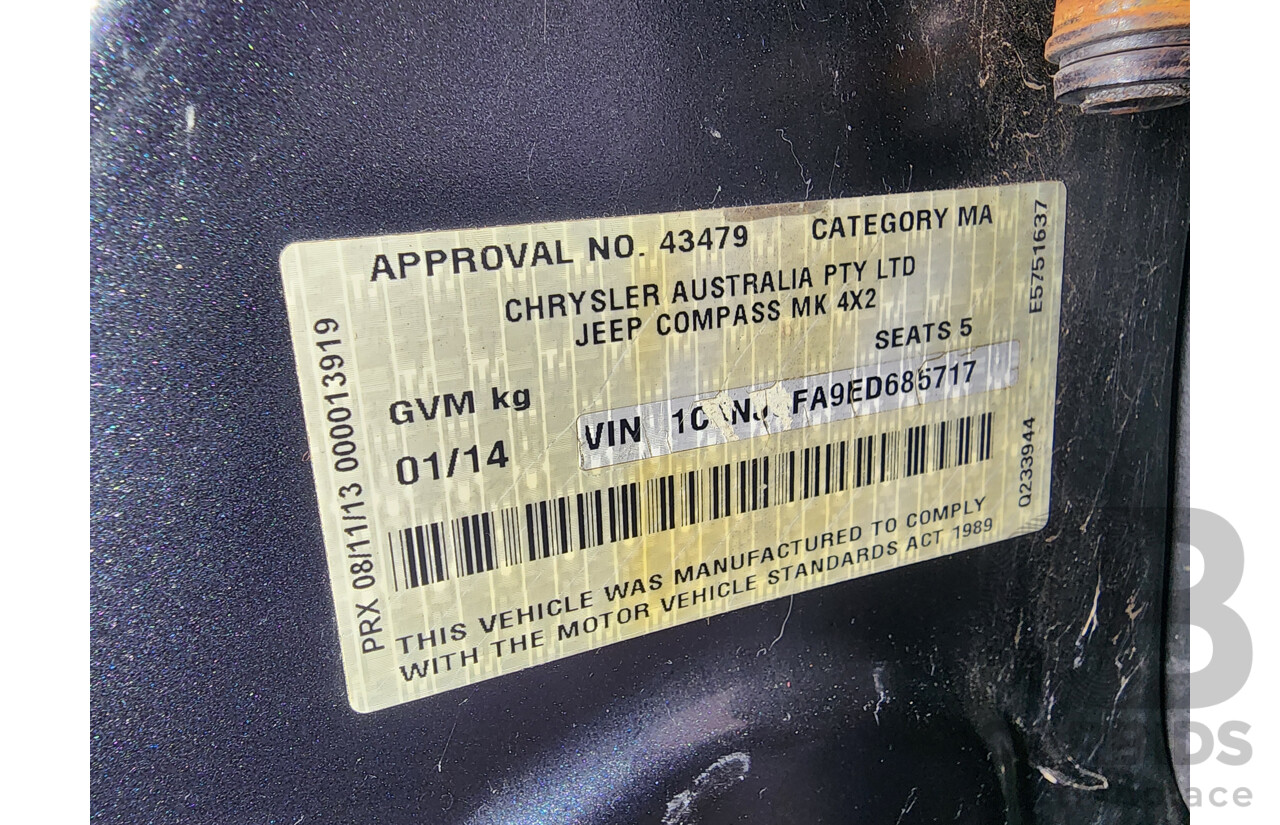 APPROVAL NO. 43479 CATEGORY MA
CHRYSLER AUSTRALIA PTY LTD
JEEP COMPASS MK 4X2
SEATS 5
GVM kg
VIN FA9ED685717
01/14
THIS VEHICLE WAS MANUFACTURED TO COMPLY
WITH THE MOTOR VEHICLE STANDARDS ACT 1989
PRX 08/11/13 000013919
E5751637
Q233944